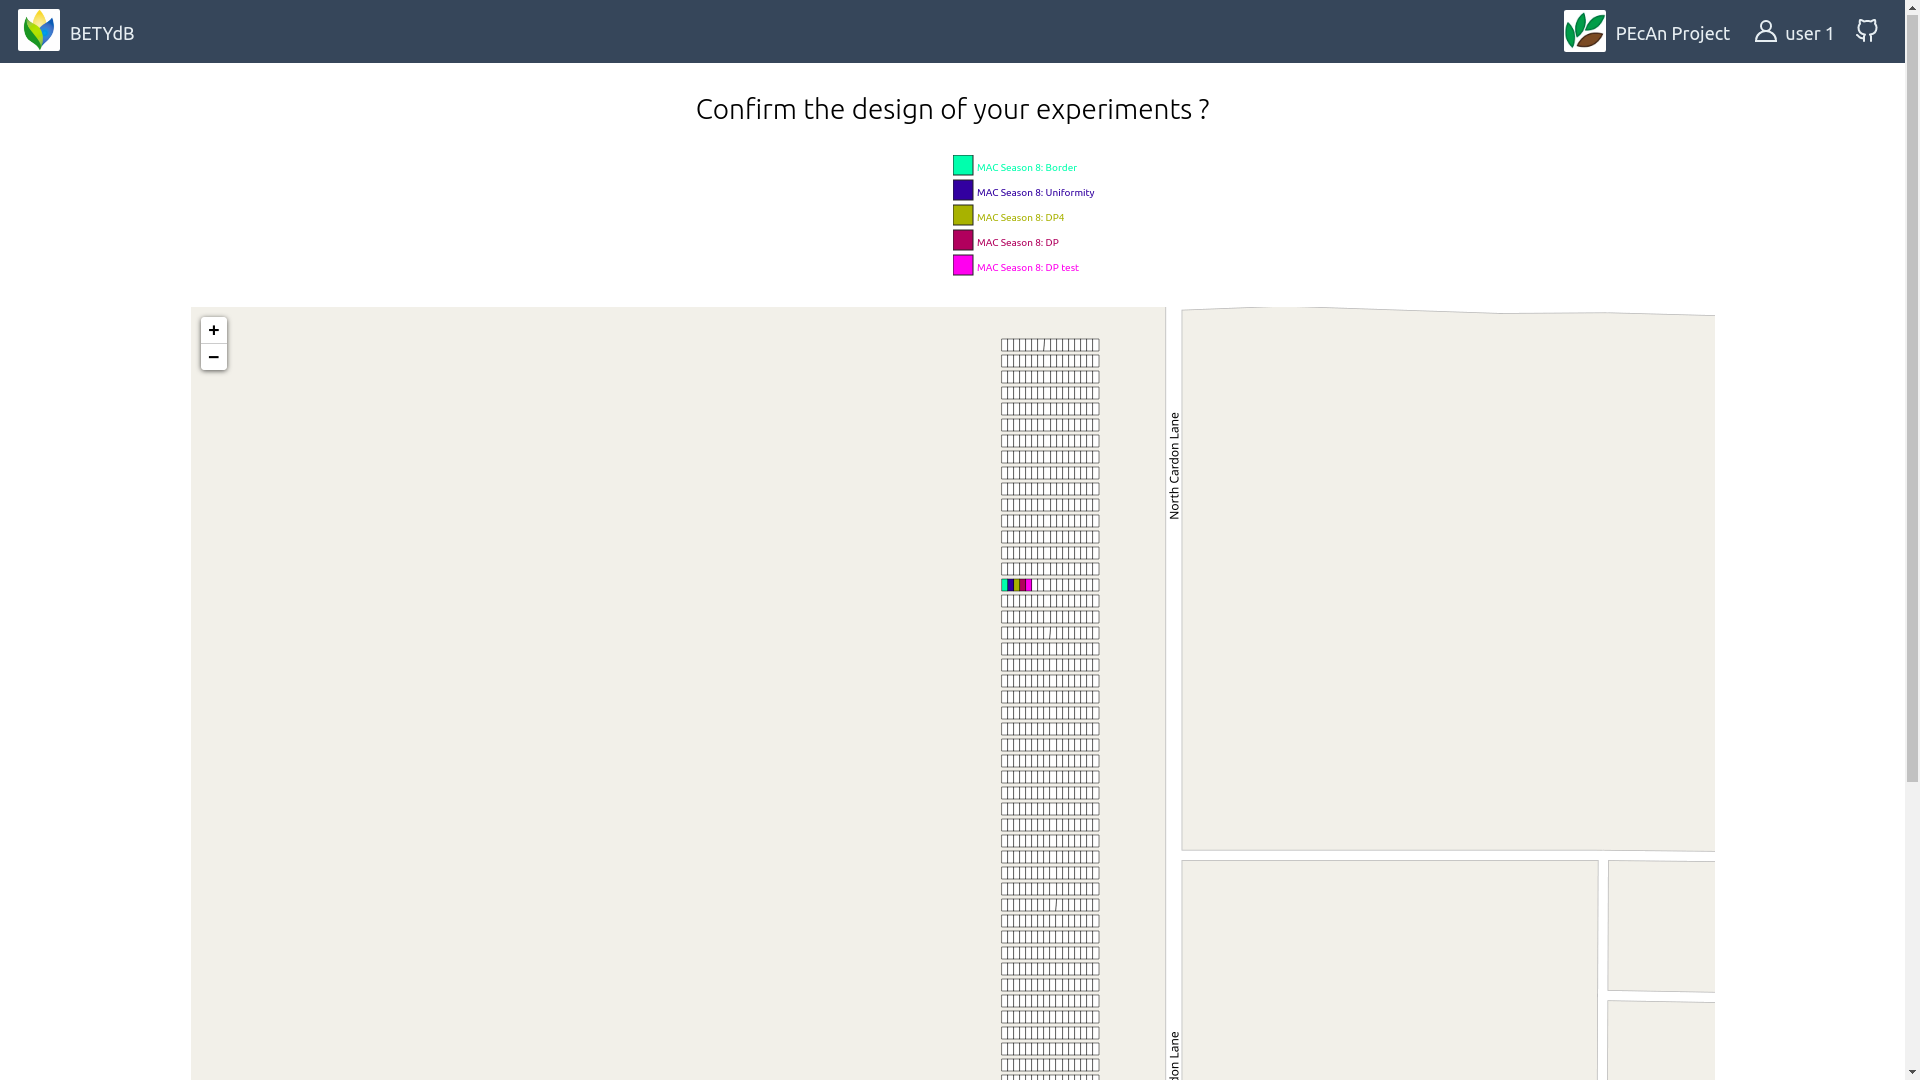 BETYdB
PEcAn Project
user 1
Confirm the design of your experiments ?
MAC Season 8: Border
MAC Season 8: Uniformity
MAC Season 8: DP4
MAC Season 8: DP
MAC Season 8: DP test
+
−
North Cardon Lane
don Lane